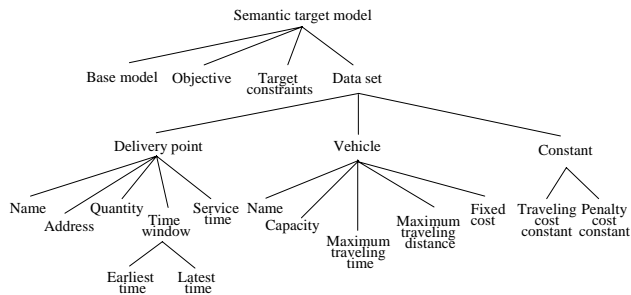 Semantic target model
Base model
Objective
Target
constraints
Data set
Delivery point
Vehicle
Constant
Name
Address
Quantity
Time
window
Service
time
Earliest
time
Latest
time
Name
Capacity
Maximum
traveling
time
Maximum
traveling
distance
Fixed
cost
Traveling
cost
constant
Penalty
cost
constant